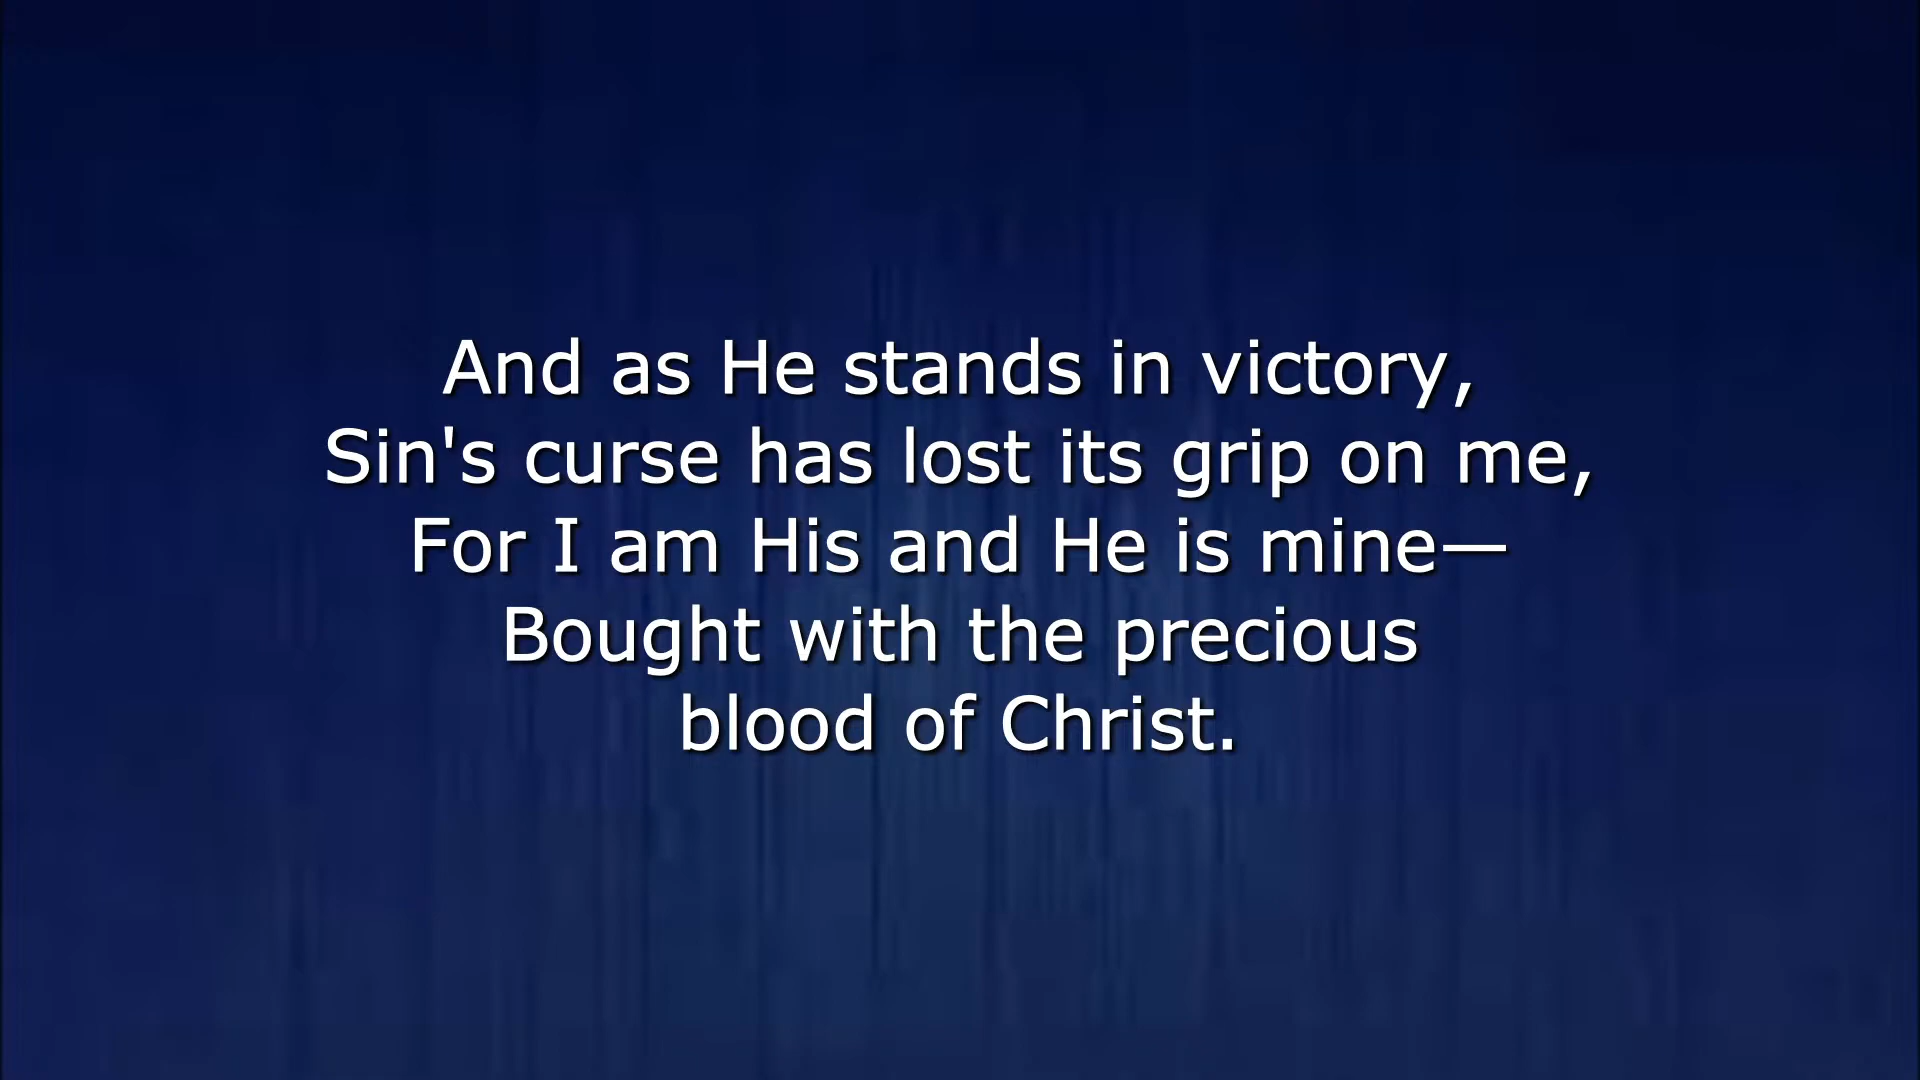 And as He stands in victory,
Sin's curse has lost its grip on me,
For I am His and He is mine—
Bought with the precious
blood of Christ.